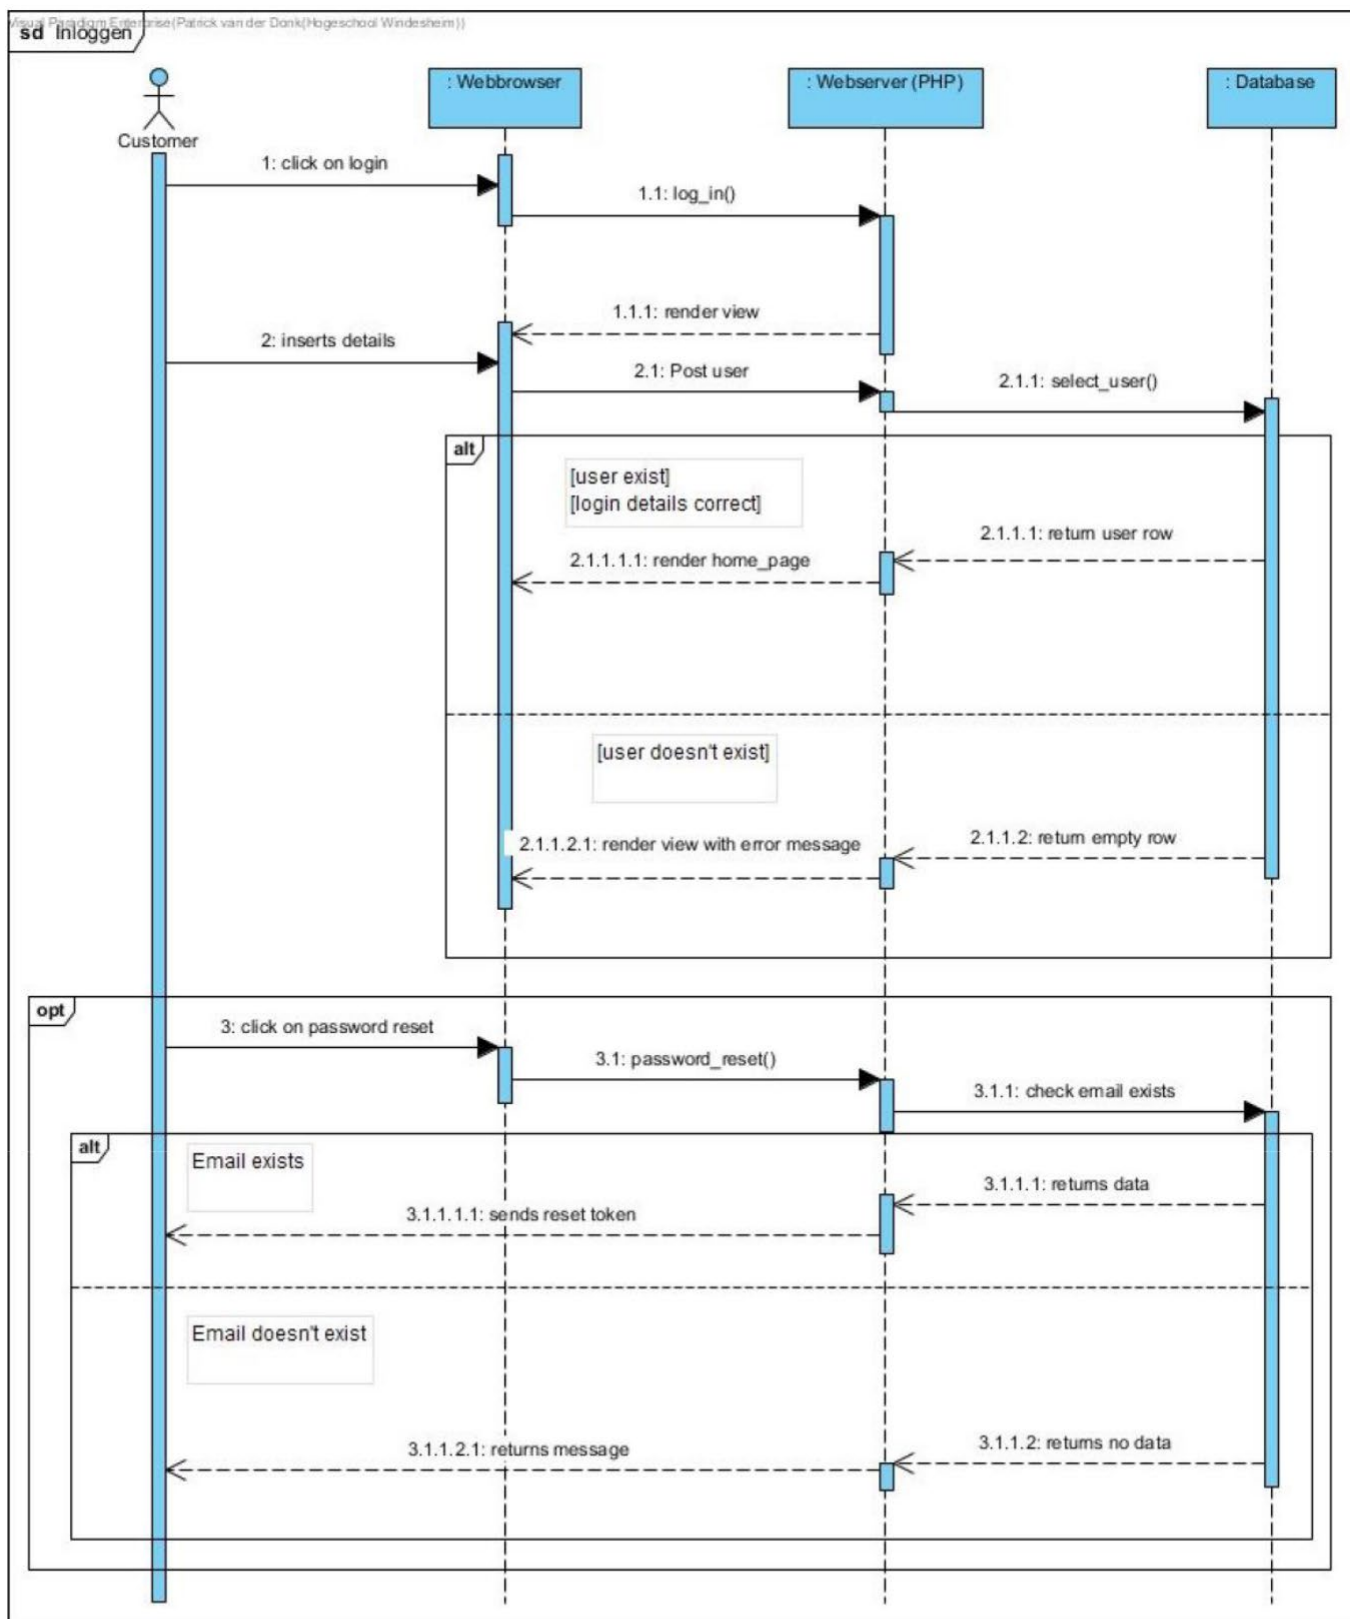 Visual Paradigm Enterprise(Patrick van der Donk(Hogeschool Windesheim))
sd Inloggen
Customer
: Webbrowser
: Webserver (PHP)
: Database
1: click on login
1.1: log_in()
1.1.1: render view
2: inserts details
2.1: Post user
2.1.1: select_user()
alt
[user exist]
[login details correct]
2.1.1.1: return user row
2.1.1.1.1: render home_page
[user doesn't exist]
2.1.1.2: return empty row
2.1.1.2.1: render view with error message
opt
3: click on password reset
3.1: password_reset()
3.1.1: check email exists
alt
Email exists
3.1.1.1: returns data
3.1.1.1.1: sends reset token
Email doesn't exist
3.1.1.2: returns no data
3.1.1.2.1: returns message